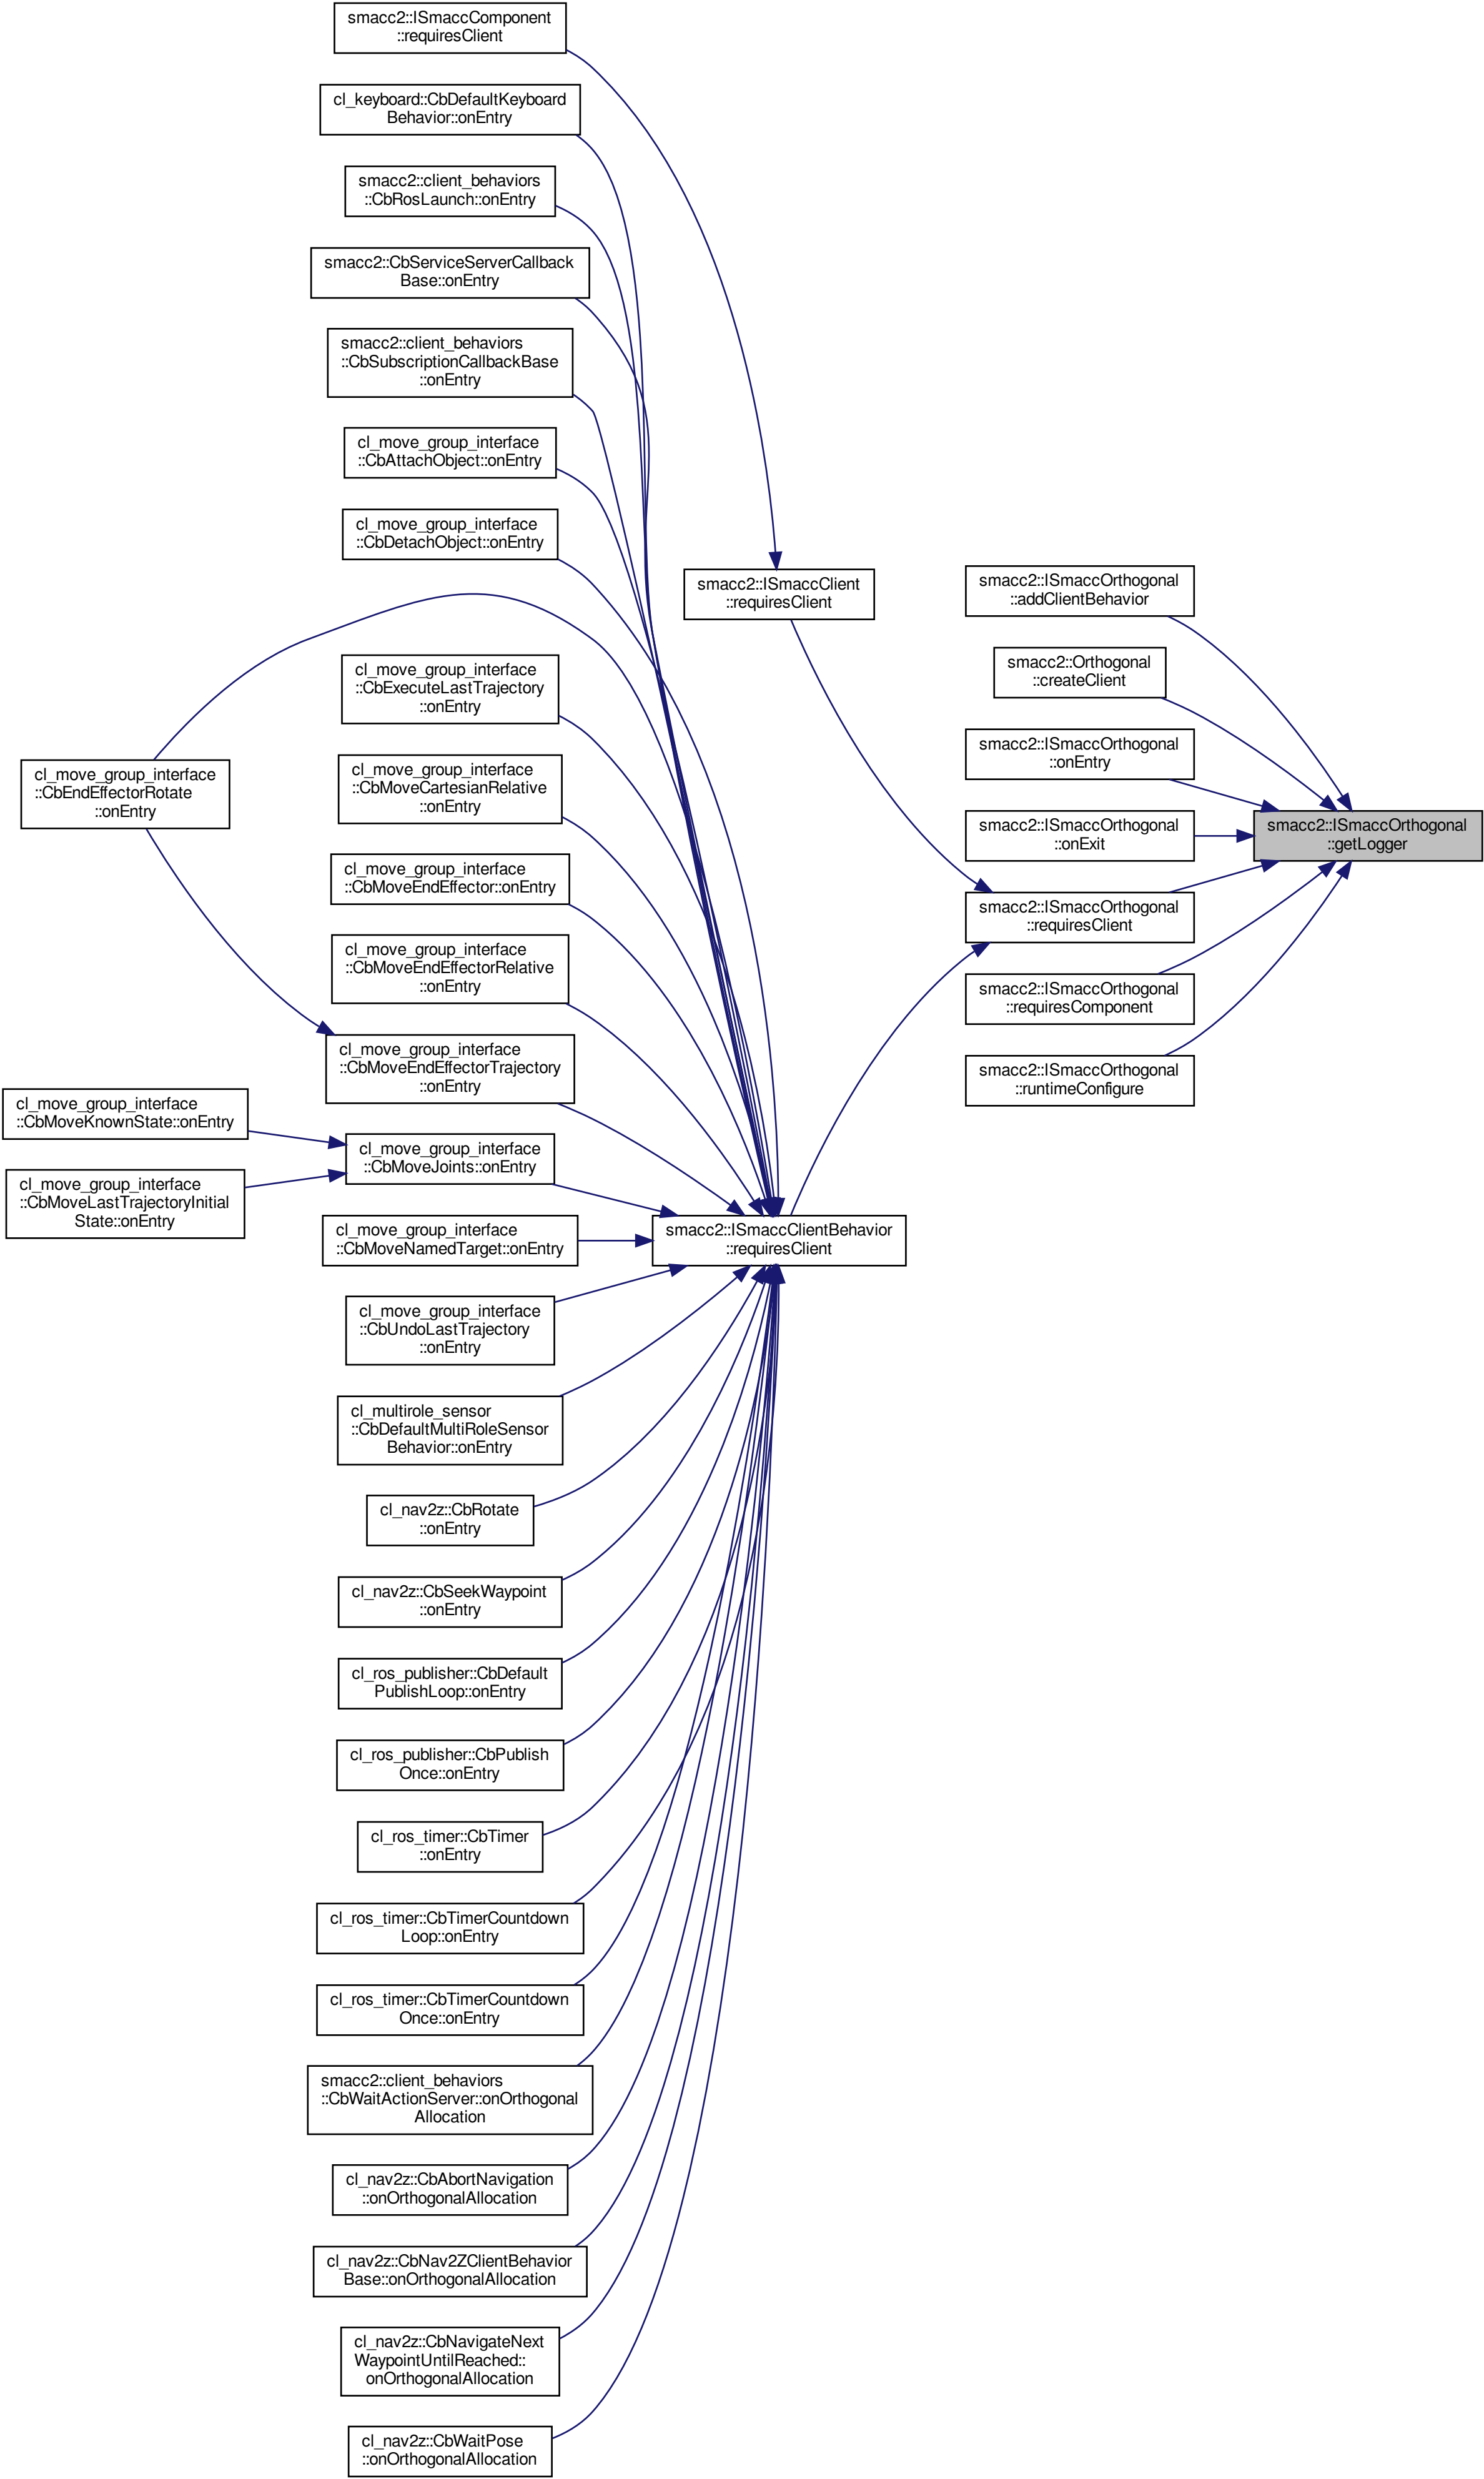 smacc2::ISmaccComponent
::requiresClient
cl_keyboard::CbDefaultKeyboard
Behavior::onEntry
smacc2::client_behaviors
::CbRosLaunch::onEntry
smacc2::CbServiceServerCallback
Base::onEntry
smacc2::client_behaviors
::CbSubscriptionCallbackBase
::onEntry
cl_move_group_interface
::CbAttachObject::onEntry
cl_move_group_interface
::CbDetachObject::onEntry
cl_move_group_interface
::CbExecuteLastTrajectory
::onEntry
cl_move_group_interface
::CbMoveCartesianRelative
::onEntry
cl_move_group_interface
::CbMoveEndEffector::onEntry
cl_move_group_interface
::CbMoveEndEffectorRelative
::onEntry
cl_move_group_interface
::CbMoveEndEffectorTrajectory
::onEntry
cl_move_group_interface
::CbEndEffectorRotate
::onEntry
cl_move_group_interface
::CbMoveKnownState::onEntry
cl_move_group_interface
::CbMoveLastTrajectoryInitial
State::onEntry
cl_move_group_interface
::CbMoveJoints::onEntry
cl_move_group_interface
::CbMoveNamedTarget::onEntry
cl_move_group_interface
::CbUndoLastTrajectory
::onEntry
cl_multirole_sensor
::CbDefaultMultiRoleSensor
Behavior::onEntry
cl_nav2z::CbRotate
::onEntry
cl_nav2z::CbSeekWaypoint
::onEntry
cl_ros_publisher::CbDefault
PublishLoop::onEntry
cl_ros_publisher::CbPublish
Once::onEntry
cl_ros_timer::CbTimer
::onEntry
cl_ros_timer::CbTimerCountdown
Loop::onEntry
cl_ros_timer::CbTimerCountdown
Once::onEntry
smacc2::client_behaviors
::CbWaitActionServer::onOrthogonal
Allocation
cl_nav2z::CbAbortNavigation
::onOrthogonalAllocation
cl_nav2z::CbNav2ZClientBehavior
Base::onOrthogonalAllocation
cl_nav2z::CbNavigateNext
WaypointUntilReached::
onOrthogonalAllocation
cl_nav2z::CbWaitPose
::onOrthogonalAllocation
smacc2::ISmaccClient
::requiresClient
smacc2::ISmaccClientBehavior
::requiresClient
smacc2::ISmaccOrthogonal
::addClientBehavior
smacc2::Orthogonal
::createClient
smacc2::ISmaccOrthogonal
::onEntry
smacc2::ISmaccOrthogonal
::onExit
smacc2::ISmaccOrthogonal
::requiresClient
smacc2::ISmaccOrthogonal
::requiresComponent
smacc2::ISmaccOrthogonal
::runtimeConfigure
smacc2::ISmaccOrthogonal
::getLogger